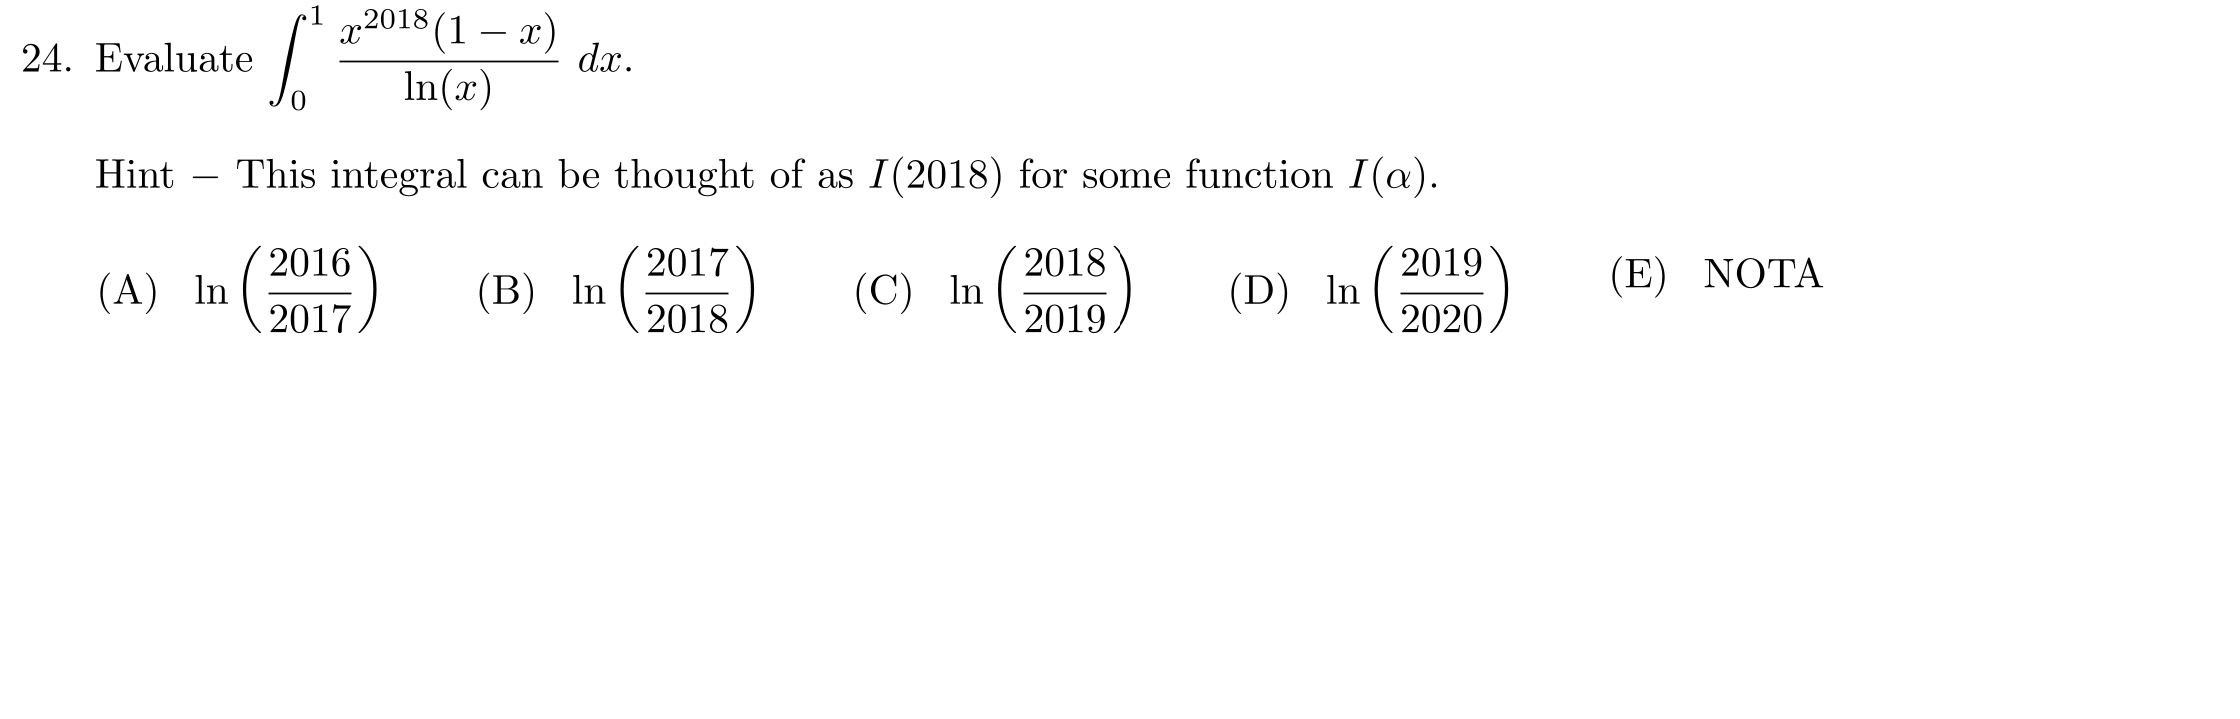 24. Evaluate $\int_0^1 \frac{x^{2018}(1-x)}{\ln(x)}\,dx.$
Hint – This integral can be thought of as $I(2018)$ for some function $I(\alpha)$.
(A) $\ln\left(\frac{2016}{2017}\right)$ (B) $\ln\left(\frac{2017}{2018}\right)$ (C) $\ln\left(\frac{2018}{2019}\right)$ (D) $\ln\left(\frac{2019}{2020}\right)$ (E) NOTA